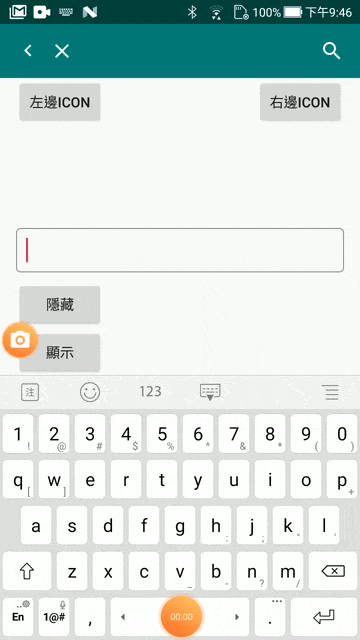 100% 下午9:46
左邊ICON 右邊ICON
隱藏
顯示
注 123
1 ! 2 @ 3 # 4 $ 5 % 6 ^ 7 & 8 * 9 ( 0 )
q [ w ] e r t y u i o p +
a s d f g h : j ; k " l '
z x c v _ b - n ? m /
En 1@# , 00:00 .